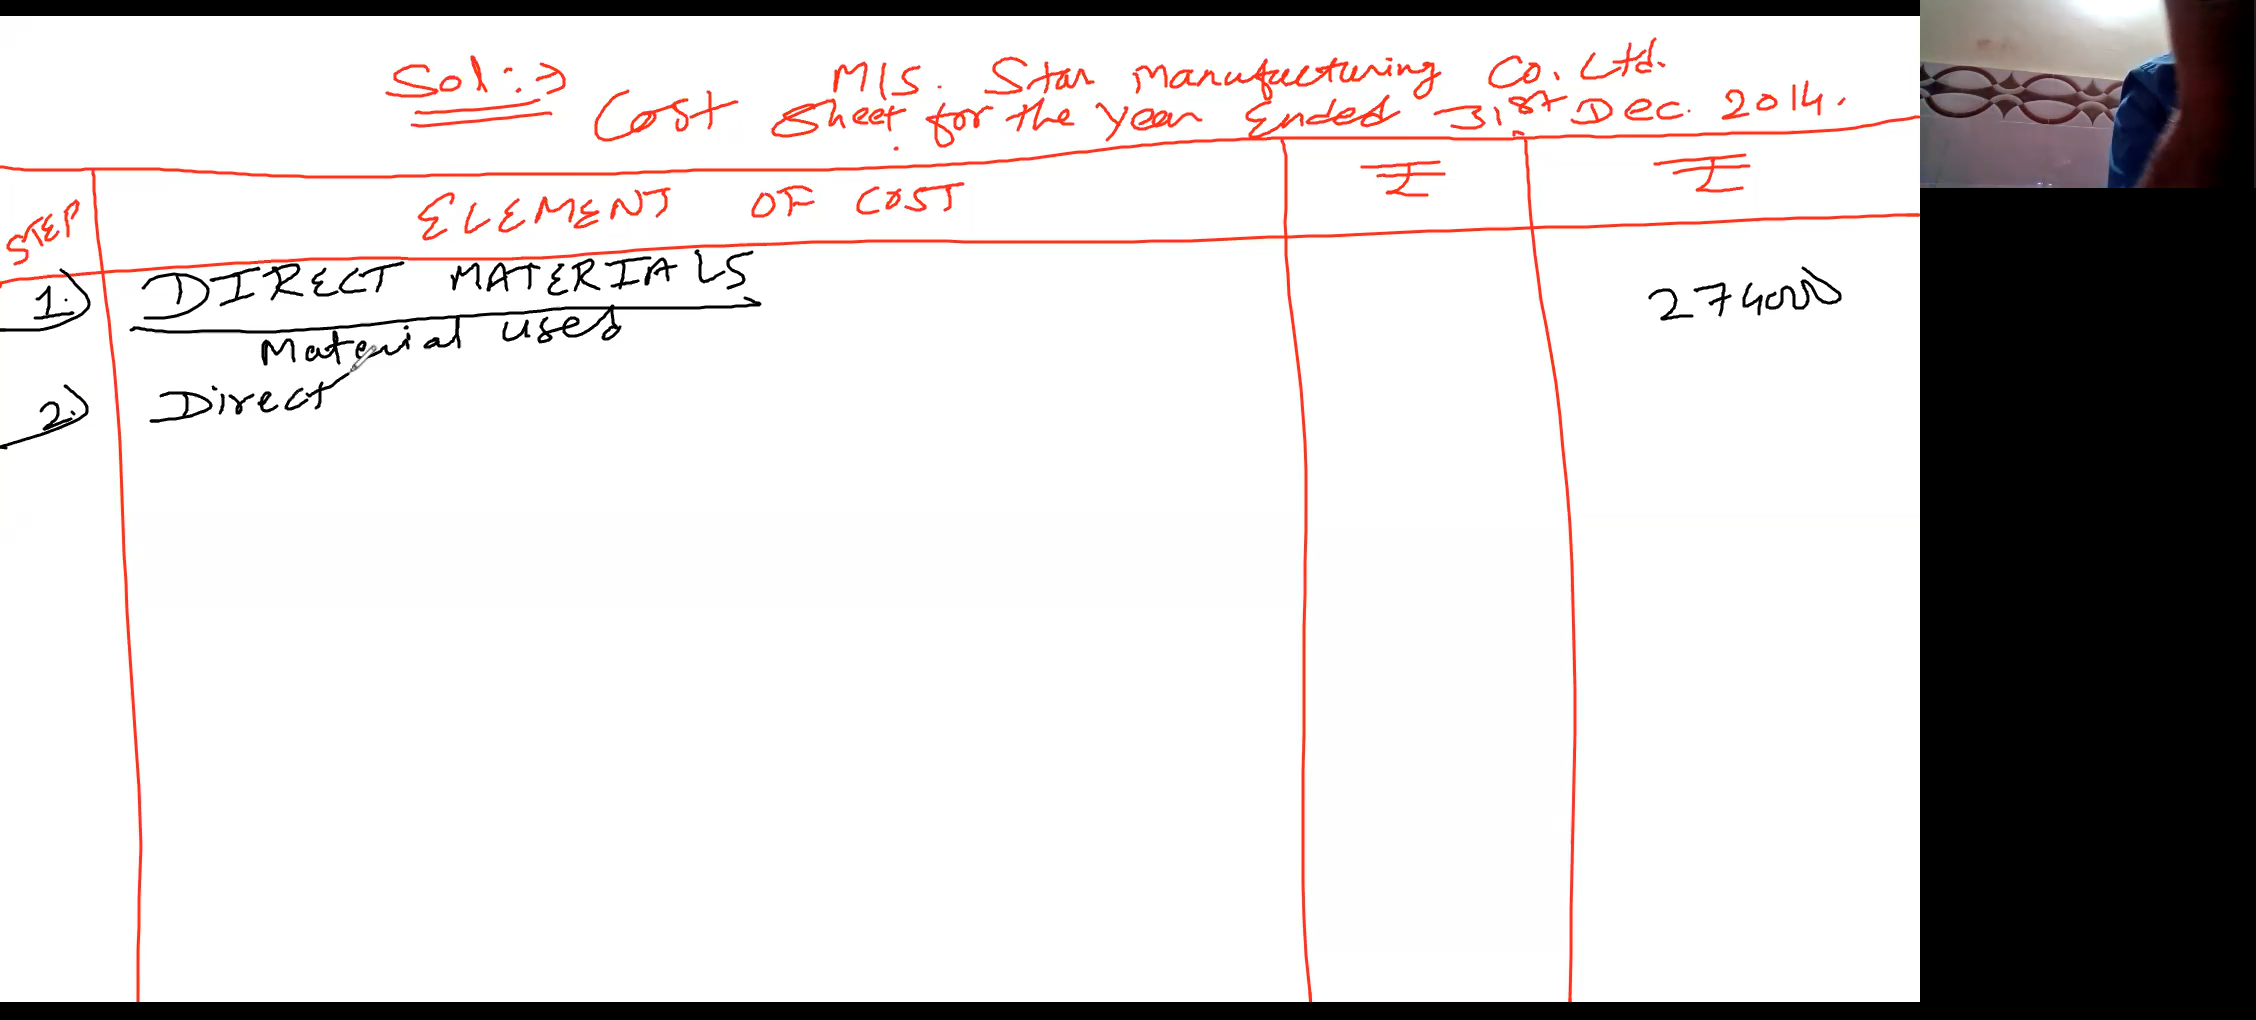 Sol:→ M/S. Star Manufacturing Co. Ltd.
Cost Sheet for the Year Ended 31st Dec. 2014.
STEP ELEMENT OF COST ₹ ₹
1.) DIRECT MATERIALS 274000
Material used
2.) Direct